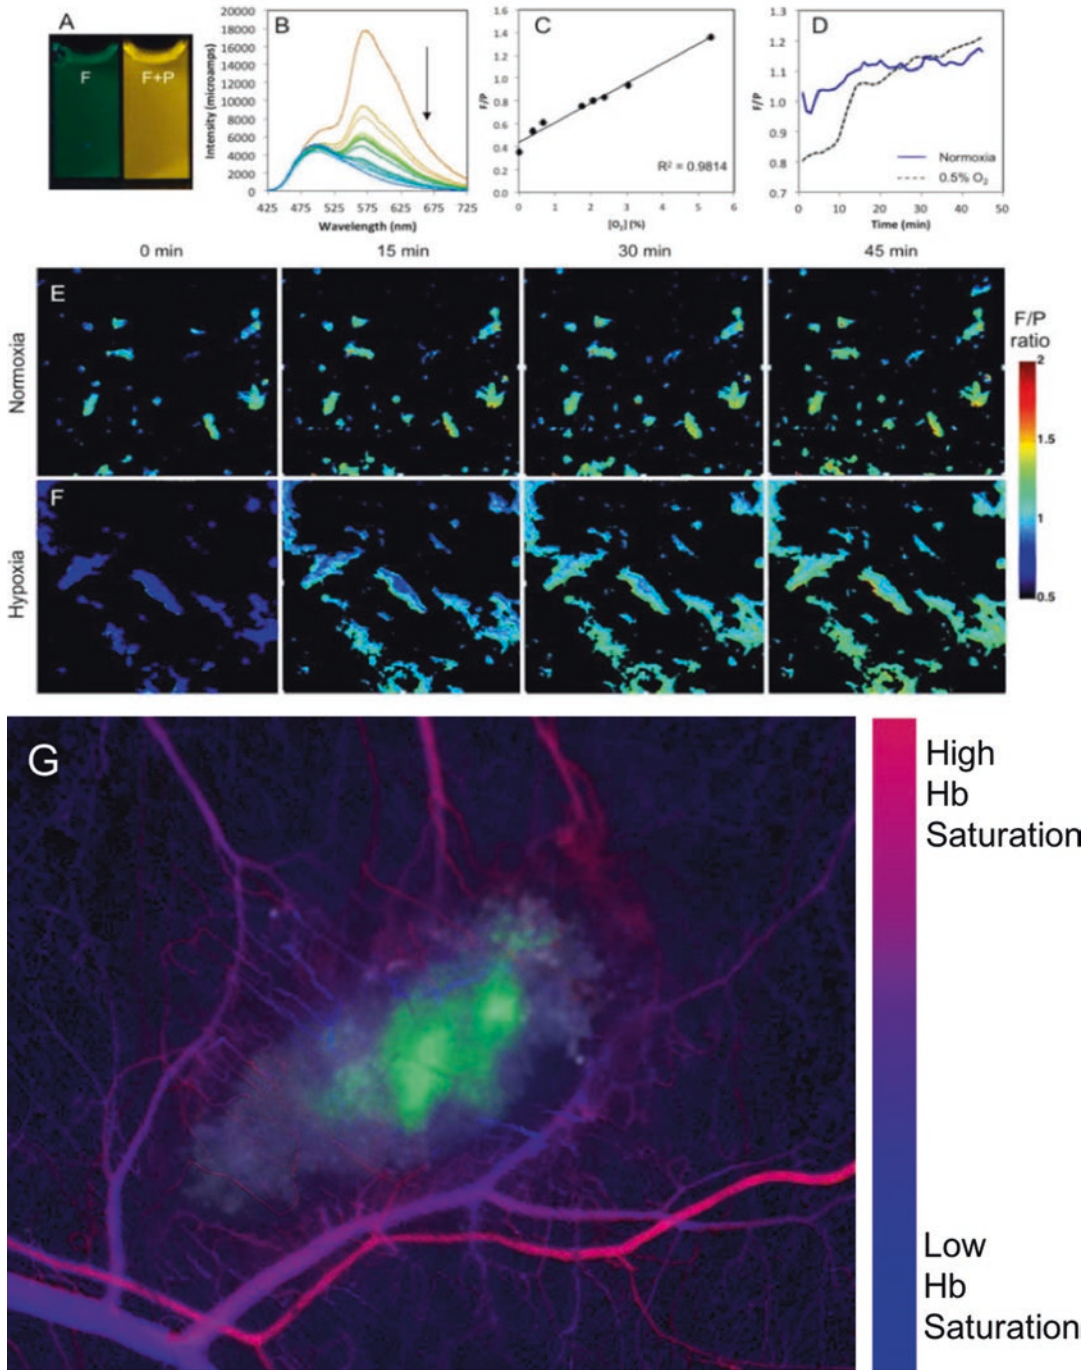 A
F
F+P
B
Intensity (microamps)
20000
18000
16000
14000
12000
10000
8000
6000
4000
2000
0
425 475 525 575 625 675 725
Wavelength (nm)
C
F/P
1.6
1.4
1.2
1.0
0.8
0.6
0.4
0.2
0.0
R² = 0.9814
0 1 2 3 4 5 6
[O₂] (%)
D
F/P
1.3
1.2
1.1
1.0
0.9
0.8
0.7
Normoxia
0.5% O₂
0 10 20 30 40 50
Time (min)
0 min 15 min 30 min 45 min
E
Normoxia
F
Hypoxia
F/P
ratio
2
1.5
1
0.5
G
High
Hb
Saturation
Low
Hb
Saturation